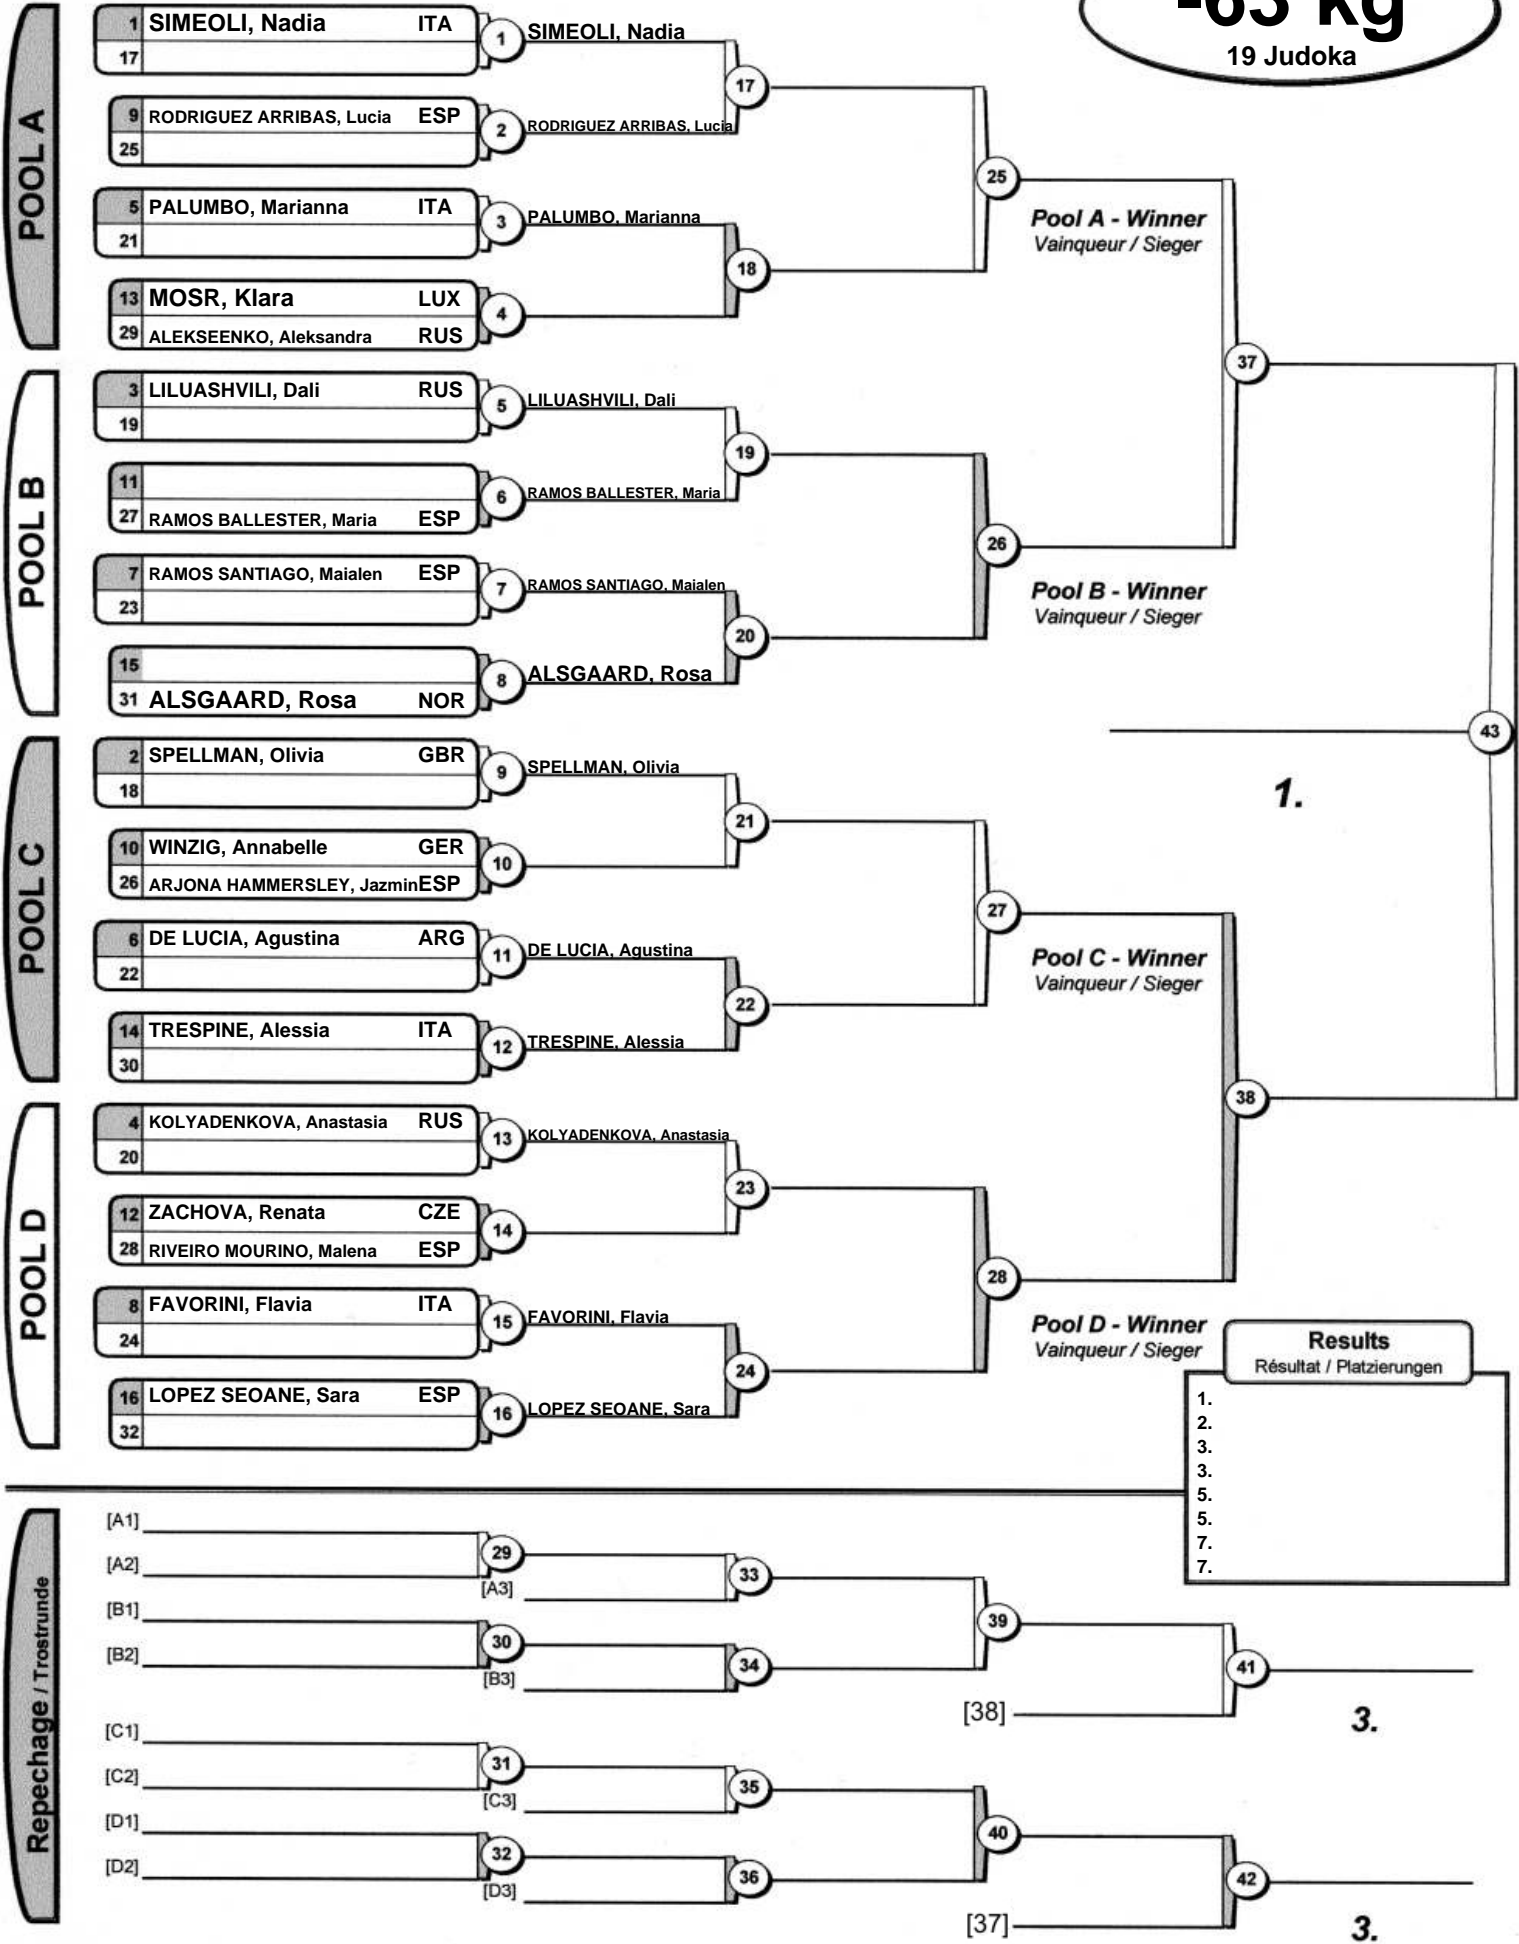 -63 kg
19 Judoka
POOL A
1 SIMEOLI, Nadia ITA
17
1 SIMEOLI, Nadia
9 RODRIGUEZ ARRIBAS, Lucia ESP
25
2 RODRIGUEZ ARRIBAS, Lucia
17
5 PALUMBO, Marianna ITA
21
3 PALUMBO, Marianna
13 MOSR, Klara LUX
29 ALEKSEENKO, Aleksandra RUS
4
18
25
Pool A - Winner
Vainqueur / Sieger
POOL B
3 LILUASHVILI, Dali RUS
19
5 LILUASHVILI, Dali
11
27 RAMOS BALLESTER, Maria ESP
6 RAMOS BALLESTER, Maria
19
7 RAMOS SANTIAGO, Maialen ESP
23
7 RAMOS SANTIAGO, Maialen
15
31 ALSGAARD, Rosa NOR
8 ALSGAARD, Rosa
20
26
Pool B - Winner
Vainqueur / Sieger
37
POOL C
2 SPELLMAN, Olivia GBR
18
9 SPELLMAN, Olivia
10 WINZIG, Annabelle GER
26 ARJONA HAMMERSLEY, Jazmin ESP
10
21
6 DE LUCIA, Agustina ARG
22
11 DE LUCIA, Agustina
14 TRESPINE, Alessia ITA
30
12 TRESPINE, Alessia
22
27
Pool C - Winner
Vainqueur / Sieger
POOL D
4 KOLYADENKOVA, Anastasia RUS
20
13 KOLYADENKOVA, Anastasia
12 ZACHOVA, Renata CZE
28 RIVEIRO MOURINO, Malena ESP
14
23
8 FAVORINI, Flavia ITA
24
15 FAVORINI, Flavia
16 LOPEZ SEOANE, Sara ESP
32
16 LOPEZ SEOANE, Sara
24
28
Pool D - Winner
Vainqueur / Sieger
38
43
1.
Results
Résultat / Platzierungen
1.
2.
3.
3.
5.
5.
7.
7.
Repechage / Trostrunde
[A1]
[A2]
29
[A3]
33
[B1]
[B2]
30
[B3]
34
39
[38]
41
3.
[C1]
[C2]
31
[C3]
35
[D1]
[D2]
32
[D3]
36
40
[37]
42
3.